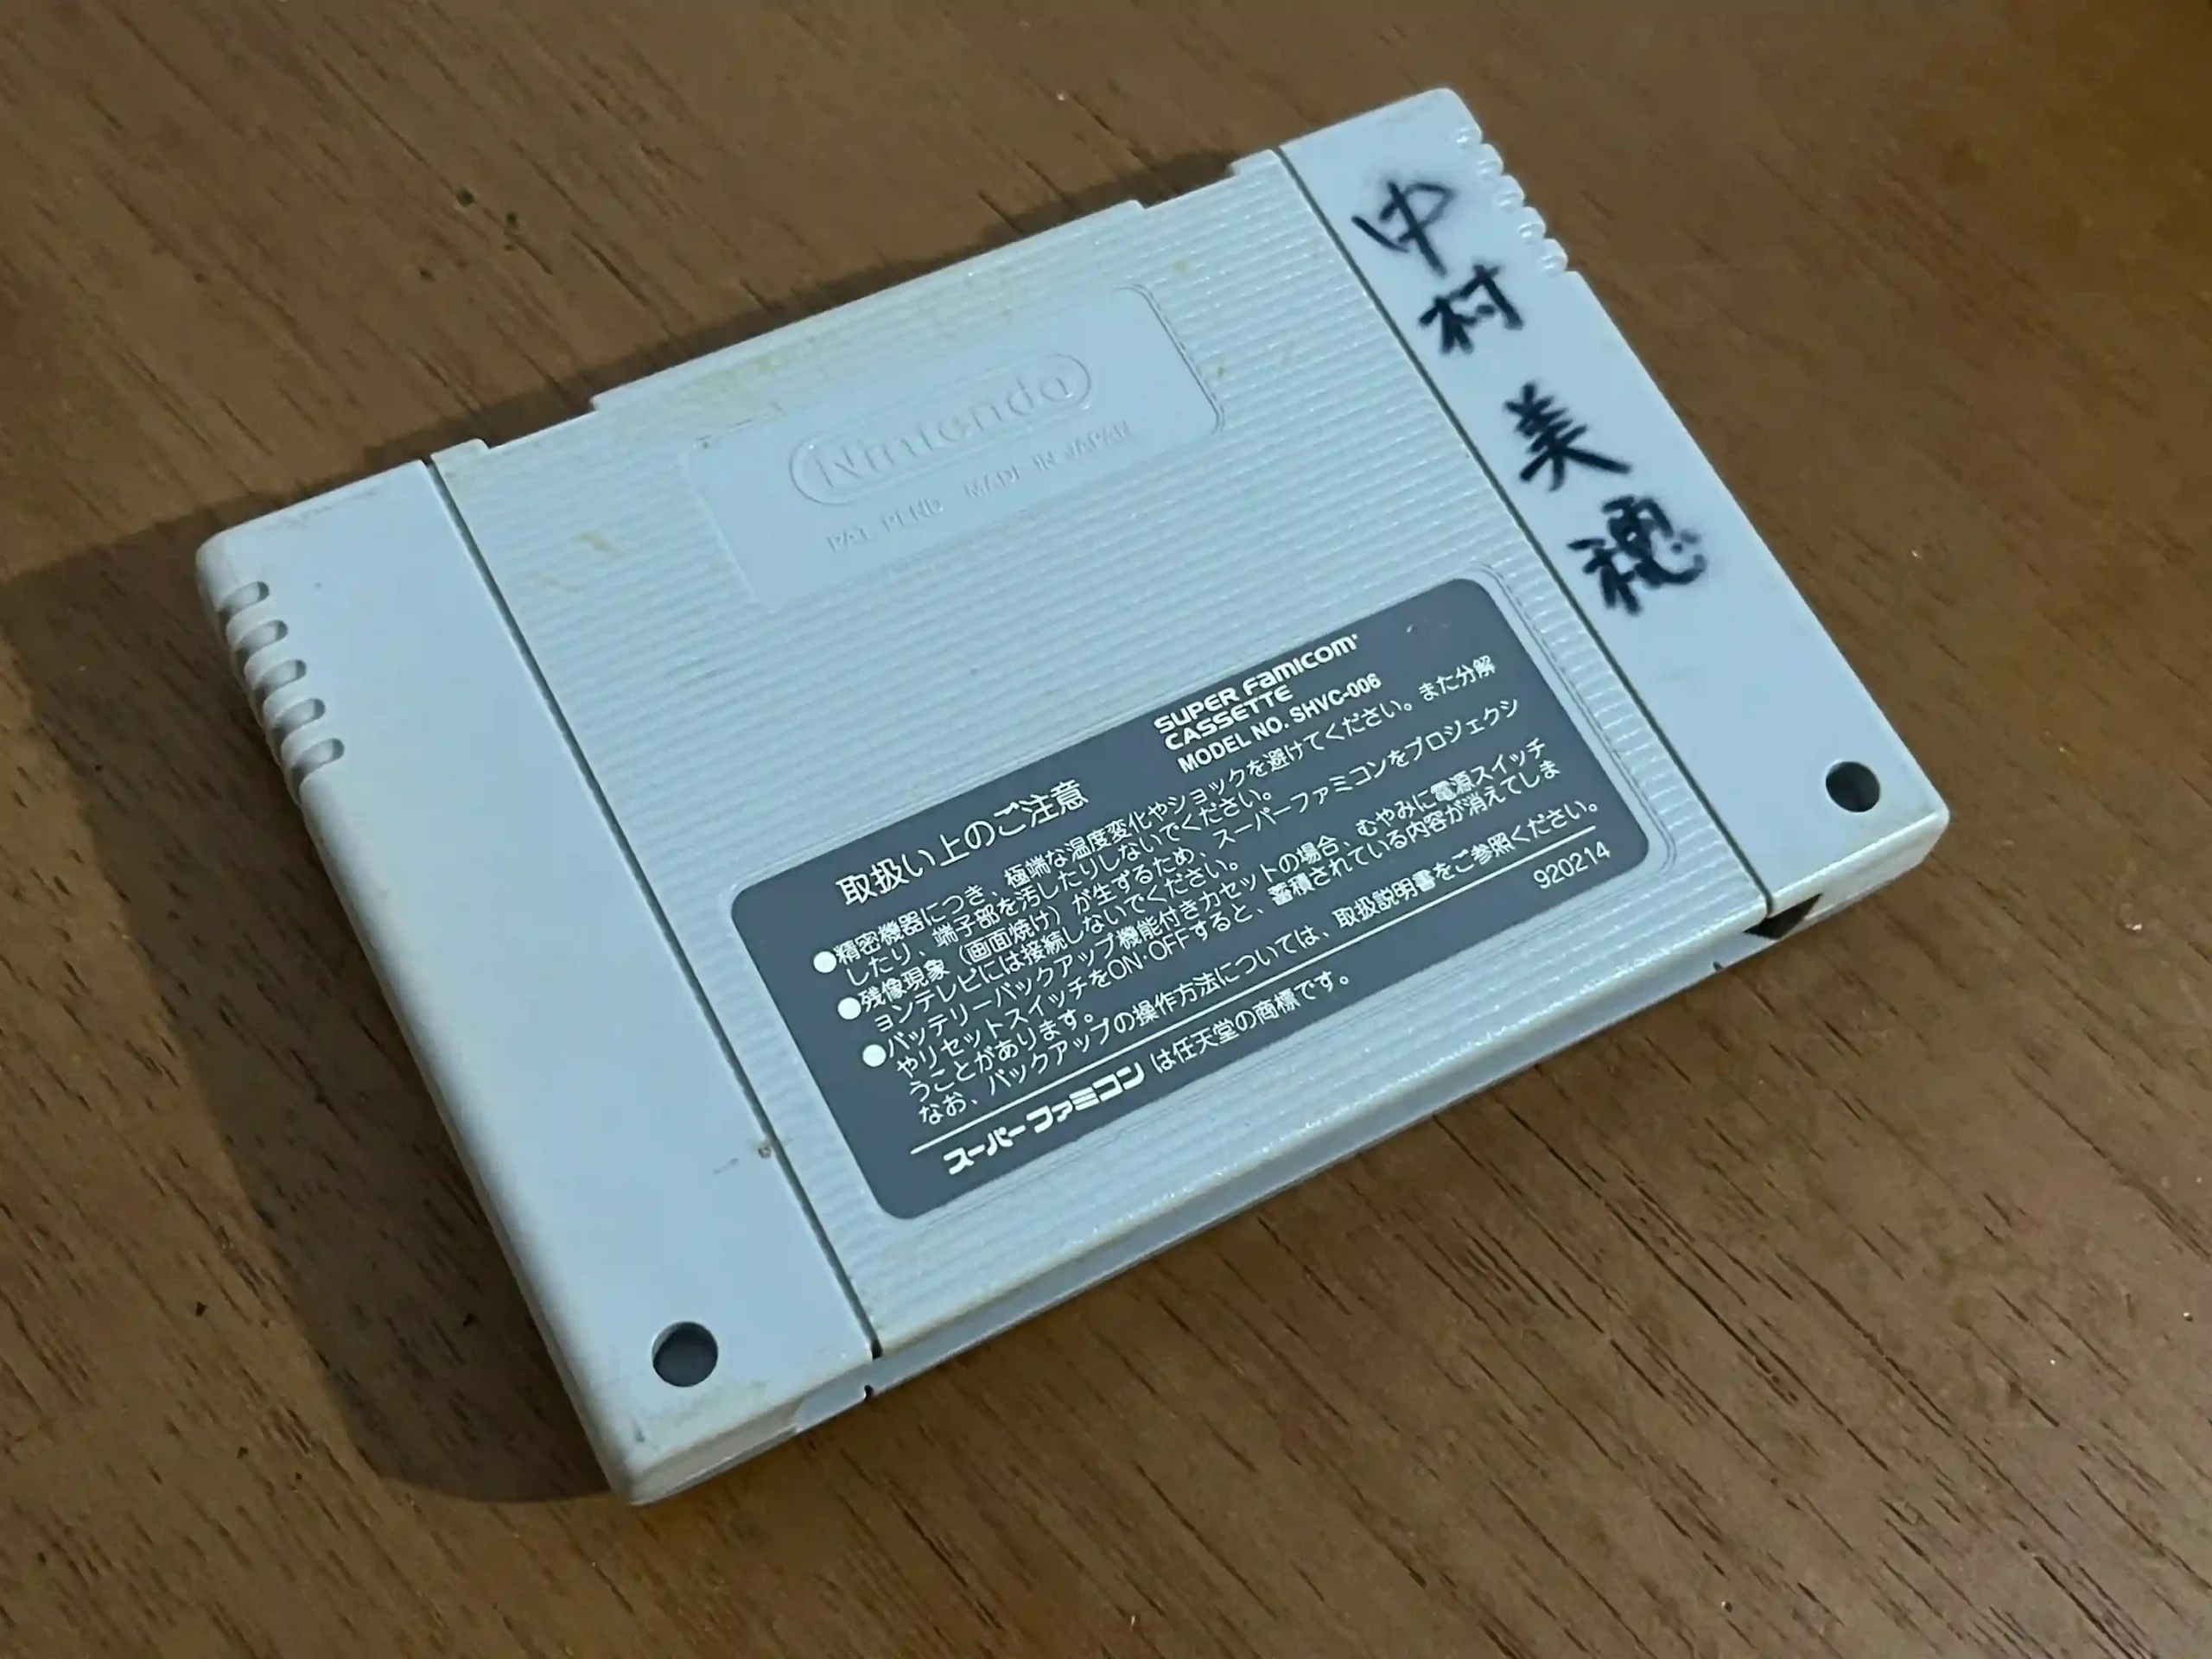 Nintendo
PAT. PEND. MADE IN JAPAN
中村美穂
SUPER FAMICOM
CASSETTE
MODEL NO. SHVC-006
取扱い上のご注意
●精密機器につき、極端な温度変化やショックを避けてください。また分解
したり、端子部を汚したりしないでください。
●残像現象（画面焼け）が生ずるため、スーパーファミコンをプロジェクシ
ョンテレビには接続しないでください。
●バッテリーバックアップ機能付きカセットの場合、むやみに電源スイッチ
やリセットスイッチをON・OFFすると、蓄積されている内容が消えてしま
うことがあります。
なお、バックアップの操作方法については、取扱説明書をご参照ください。
スーパーファミコンは任天堂の商標です。
920214